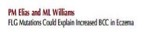 PM Elias and ML Williams
FLG Mutations Could Explain Increased BCC in Eczema